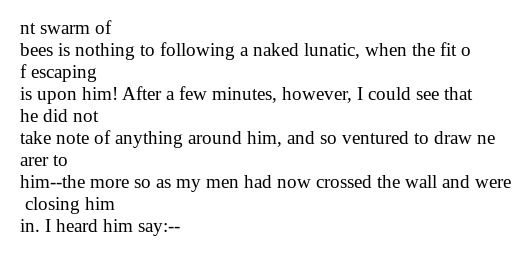 nt swarm of
bees is nothing to following a naked lunatic, when the fit o
f escaping
is upon him! After a few minutes, however, I could see that
he did not
take note of anything around him, and so ventured to draw ne
arer to
him--the more so as my men had now crossed the wall and were
 closing him
in. I heard him say:--